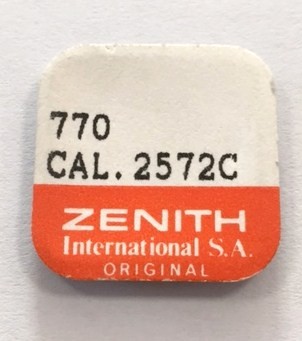 770
CAL. 2572C
ZENITH
International S.A.
ORIGINAL